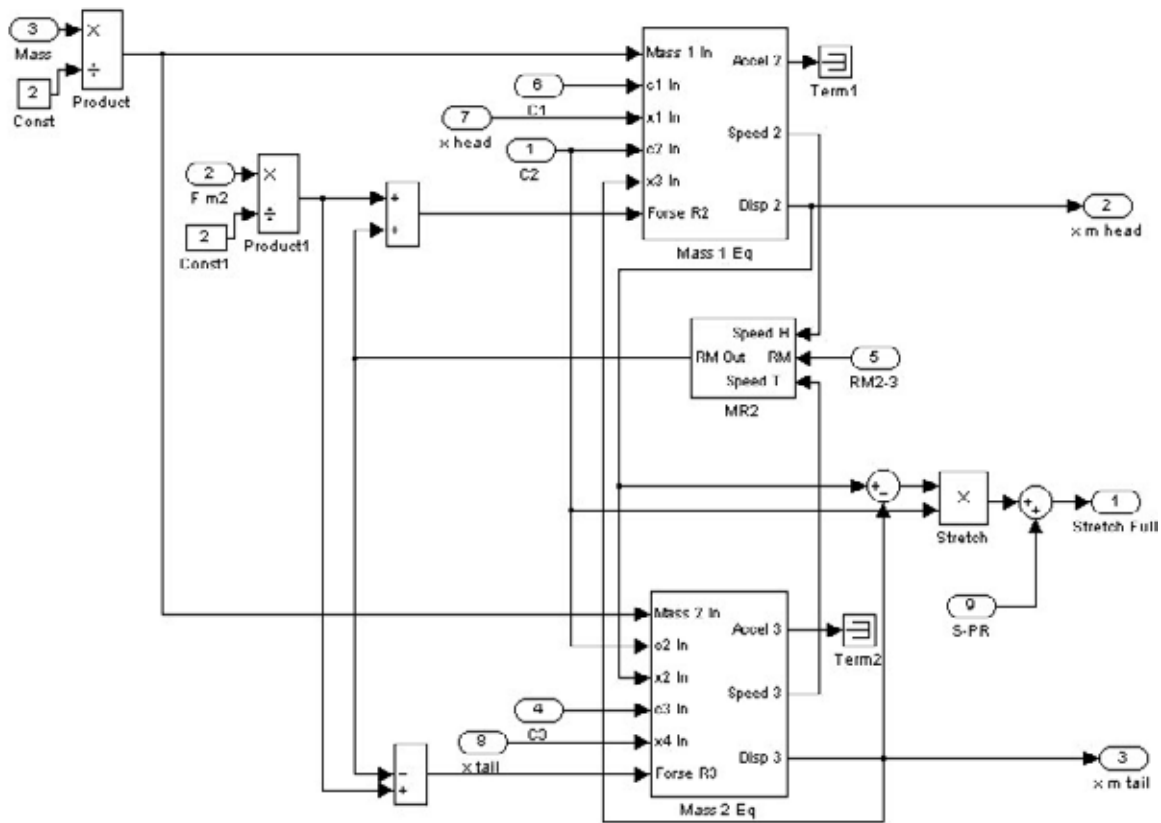 3
Mass
×
÷
2
Const
Product
2
F m2
×
÷
2
Const1
Product1
+
+
6
C1
7
x head
1
C2
Mass 1 In
c1 In
x1 In
c2 In
x3 In
Forse R2
Accel 2
Speed 2
Disp 2
Mass 1 Eq
Term1
2
x m head
Speed H
RM Out
RM
Speed T
MR2
5
RM2-3
+
-
×
Stretch
+
+
1
Stretch Full
9
S-PR
Mass 2 In
c2 In
x2 In
c3 In
x4 In
Forse R3
Accel 3
Speed 3
Disp 3
Mass 2 Eq
Term2
4
C3
8
x tail
-
+
3
x m tail